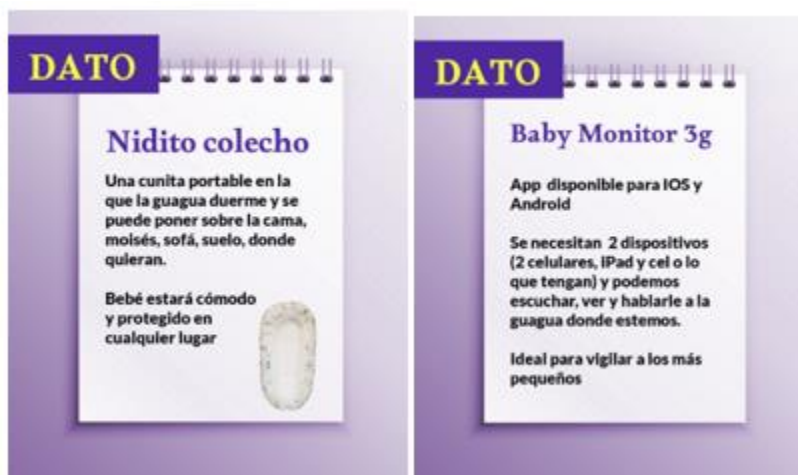 DATO
Nidito colecho
Una cunita portable en la
que la guagua duerme y se
puede poner sobre la cama,
moisés, sofá, suelo, donde
quieran.
Bebé estará cómodo
y protegido en
cualquier lugar
DATO
Baby Monitor 3g
App disponible para IOS y
Android
Se necesitan 2 dispositivos
(2 celulares, iPad y cel o lo
que tengan) y podemos
escuchar, ver y hablarle a la
guagua donde estemos.
Ideal para vigilar a los más
pequeños